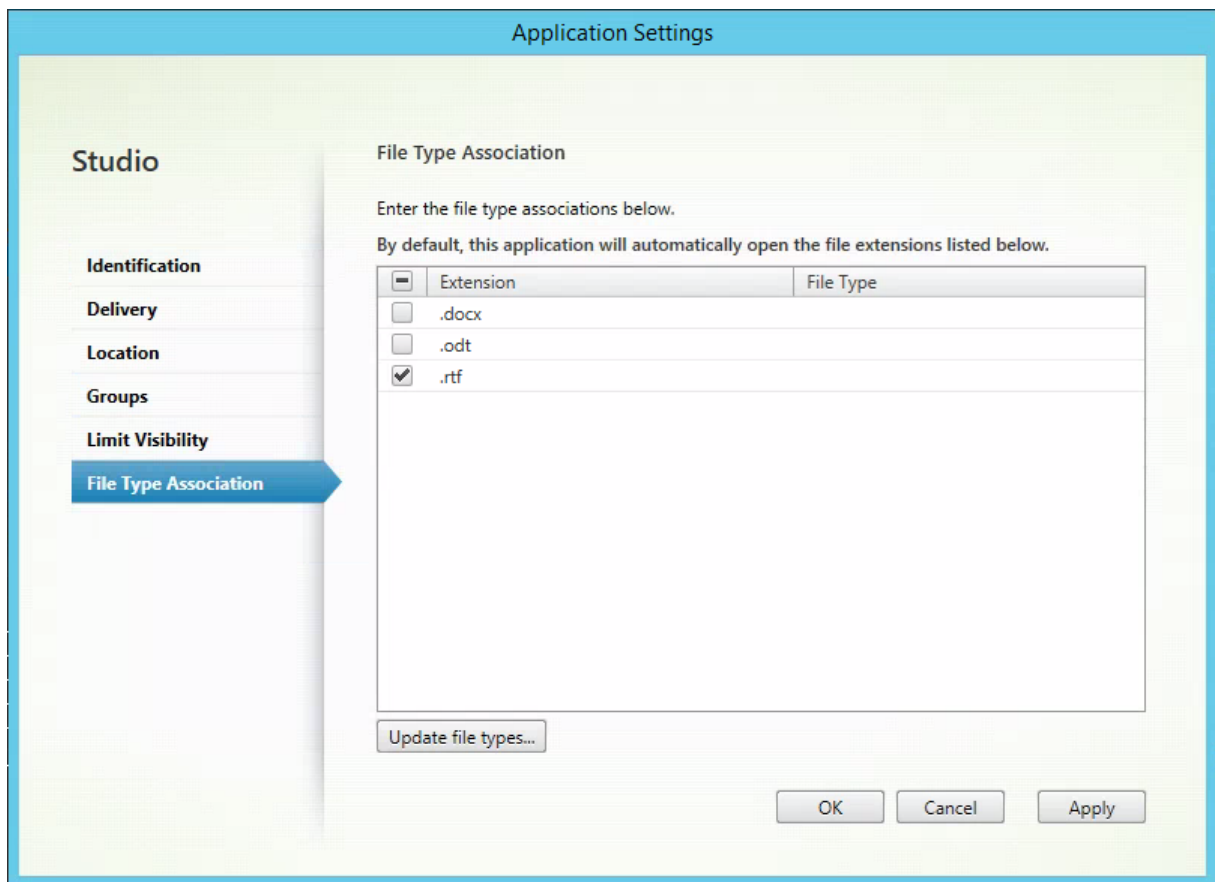 Application Settings
Studio
Identification
Delivery
Location
Groups
Limit Visibility
File Type Association
File Type Association
Enter the file type associations below.
By default, this application will automatically open the file extensions listed below.
Extension File Type
.docx
.odt
.rtf
Update file types...
OK Cancel Apply